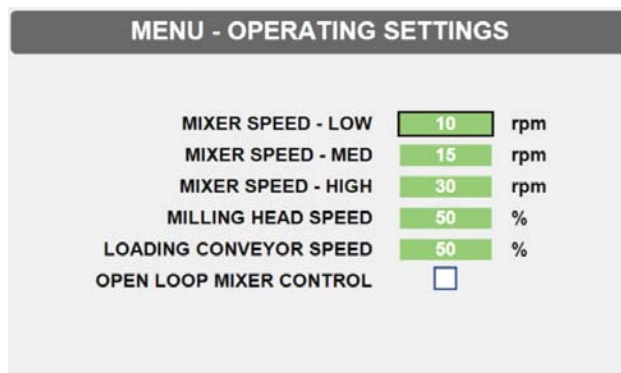 MENU - OPERATING SETTINGS
MIXER SPEED - LOW 10 rpm
MIXER SPEED - MED 15 rpm
MIXER SPEED - HIGH 30 rpm
MILLING HEAD SPEED 50 %
LOADING CONVEYOR SPEED 50 %
OPEN LOOP MIXER CONTROL